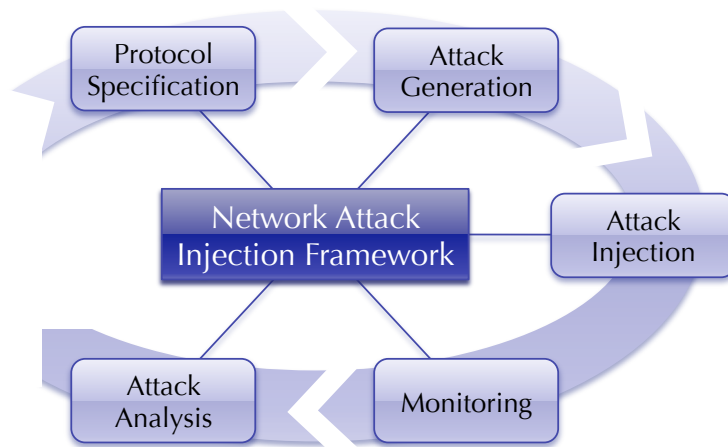 Protocol
Specification
Attack
Generation
Network Attack
Injection Framework
Attack
Injection
Attack
Analysis
Monitoring